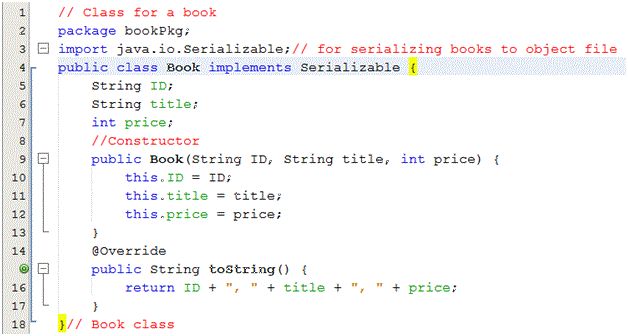 1 // Class for a book
2 package bookPkg;
3 import java.io.Serializable;// for serializing books to object file
4 public class Book implements Serializable {
5 String ID;
6 String title;
7 int price;
8 //Constructor
9 public Book(String ID, String title, int price) {
10 this.ID = ID;
11 this.title = title;
12 this.price = price;
13 }
14 @Override
public String toString() {
16 return ID + ", " + title + ", " + price;
17 }
18 }// Book class